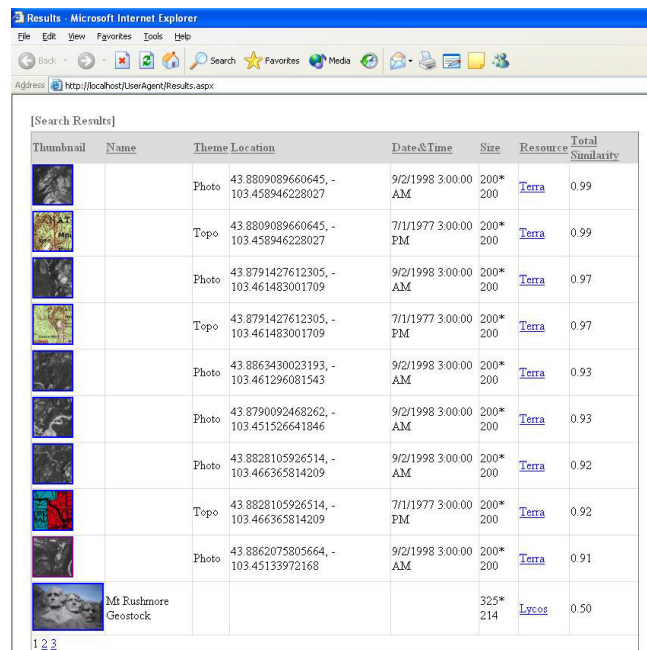 Results - Microsoft Internet Explorer
File Edit View Favorites Tools Help
Back Search Favorites Media
Address http://localhost/UserAgent/Results.aspx
[Search Results]
Thumbnail Name Theme Location Date&Time Size Resource Total Similarity
Photo 43.8809089660645, - 9/2/1998 3:00:00 200* Terra 0.99
103.458946228027 AM 200
Topo 43.8809089660645, - 7/1/1977 3:00:00 200* Terra 0.99
103.458946228027 PM 200
Photo 43.8791427612305, - 9/2/1998 3:00:00 200* Terra 0.97
103.461483001709 AM 200
Topo 43.8791427612305, - 7/1/1977 3:00:00 200* Terra 0.97
103.461483001709 PM 200
Photo 43.8863430023193, - 9/2/1998 3:00:00 200* Terra 0.93
103.461296081543 AM 200
Photo 43.8790092468262, - 9/2/1998 3:00:00 200* Terra 0.93
103.451526641846 AM 200
Photo 43.8828105926514, - 9/2/1998 3:00:00 200* Terra 0.92
103.466365814209 AM 200
Topo 43.8828105926514, - 7/1/1977 3:00:00 200* Terra 0.92
103.466365814209 PM 200
Photo 43.8862075805664, - 9/2/1998 3:00:00 200* Terra 0.91
103.45133972168 AM 200
Mt Rushmore 325* Lycos 0.50
Geostock 214
1 2 3